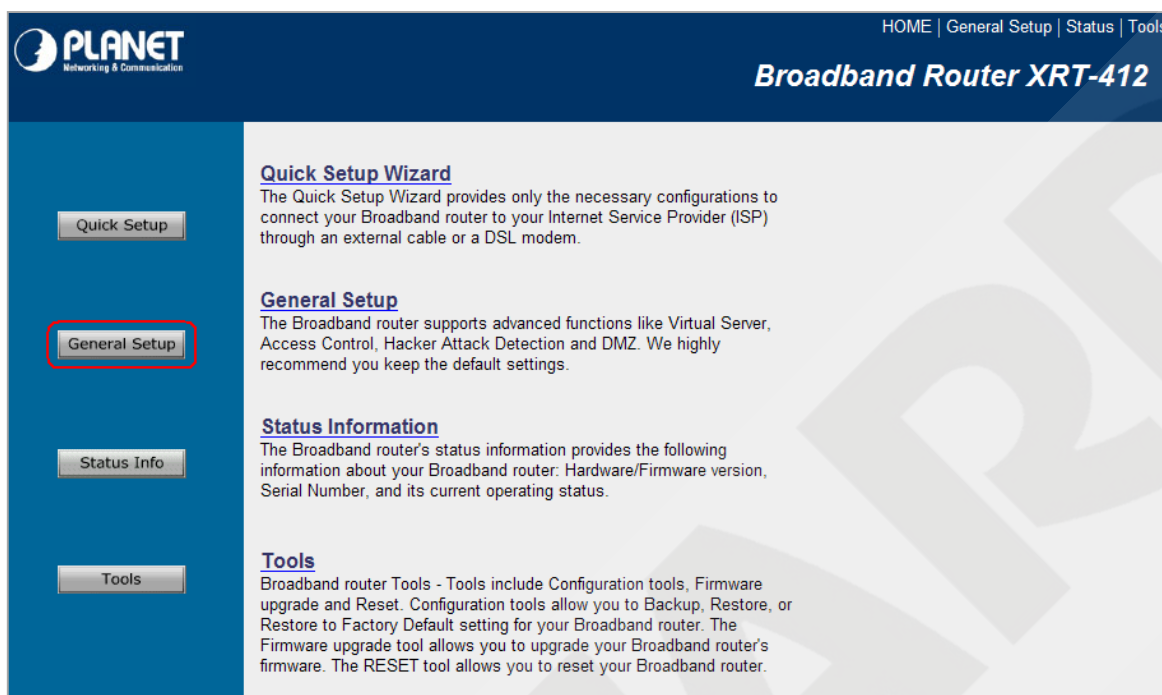 PLANET
Networking & Communication
HOME | General Setup | Status | Tools
Broadband Router XRT-412
Quick Setup
Quick Setup Wizard
The Quick Setup Wizard provides only the necessary configurations to
connect your Broadband router to your Internet Service Provider (ISP)
through an external cable or a DSL modem.
General Setup
General Setup
The Broadband router supports advanced functions like Virtual Server,
Access Control, Hacker Attack Detection and DMZ. We highly
recommend you keep the default settings.
Status Info
Status Information
The Broadband router's status information provides the following
information about your Broadband router: Hardware/Firmware version,
Serial Number, and its current operating status.
Tools
Tools
Broadband router Tools - Tools include Configuration tools, Firmware
upgrade and Reset. Configuration tools allow you to Backup, Restore, or
Restore to Factory Default setting for your Broadband router. The
Firmware upgrade tool allows you to upgrade your Broadband router's
firmware. The RESET tool allows you to reset your Broadband router.